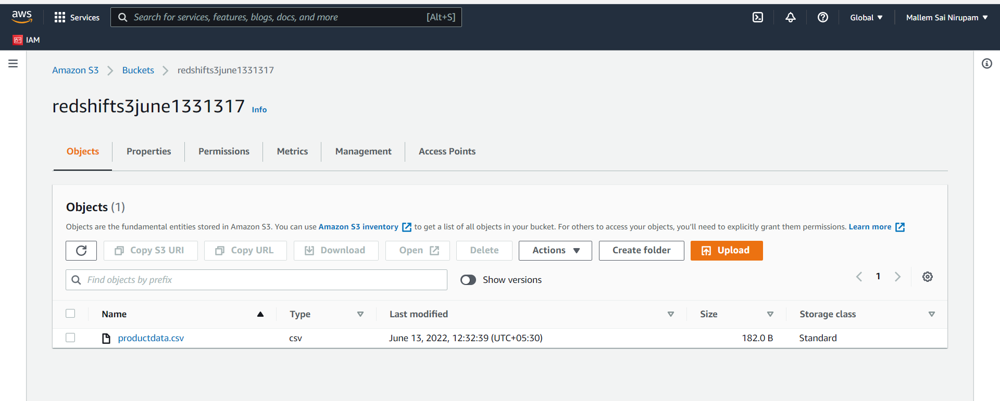 aws Services Search for services, features, blogs, docs, and more [Alt+S] Global Mallem Sai Nirupam
IAM
Amazon S3 Buckets redshifts3june1331317
redshifts3june1331317 Info
Objects Properties Permissions Metrics Management Access Points
Objects (1)
Objects are the fundamental entities stored in Amazon S3. You can use Amazon S3 inventory to get a list of all objects in your bucket. For others to access your objects, you'll need to explicitly grant them permissions. Learn more
Copy S3 URI Copy URL Download Open Delete Actions Create folder Upload
Find objects by prefix Show versions 1
Name Type Last modified Size Storage class
productdata.csv csv June 13, 2022, 12:32:39 (UTC+05:30) 182.0 B Standard